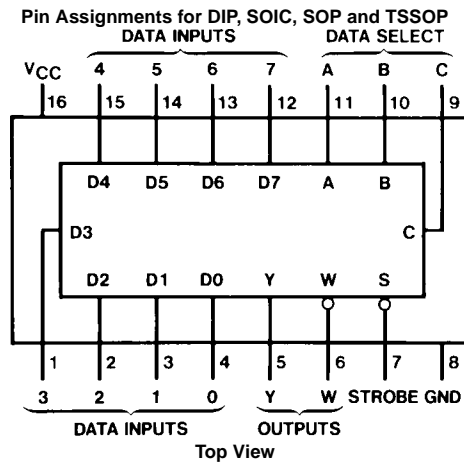 Pin Assignments for DIP, SOIC, SOP and TSSOP
DATA INPUTS DATA SELECT
VCC 4 5 6 7 A B C
16 15 14 13 12 11 10 9
D4 D5 D6 D7 A B
D3 C
D2 D1 D0 Y W S
1 2 3 4 5 6 7 8
3 2 1 0 Y W STROBE GND
DATA INPUTS OUTPUTS
Top View